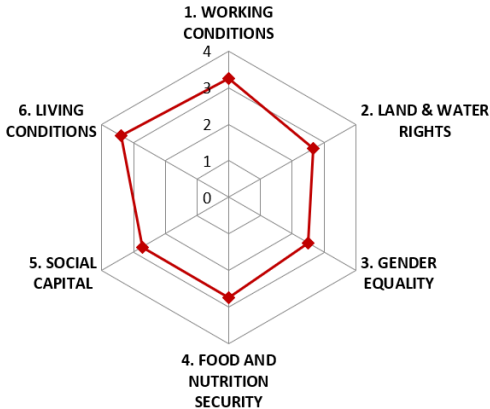 1. WORKING
CONDITIONS
4
3
2
1
0
2. LAND & WATER
RIGHTS
3. GENDER
EQUALITY
4. FOOD AND
NUTRITION
SECURITY
5. SOCIAL
CAPITAL
6. LIVING
CONDITIONS